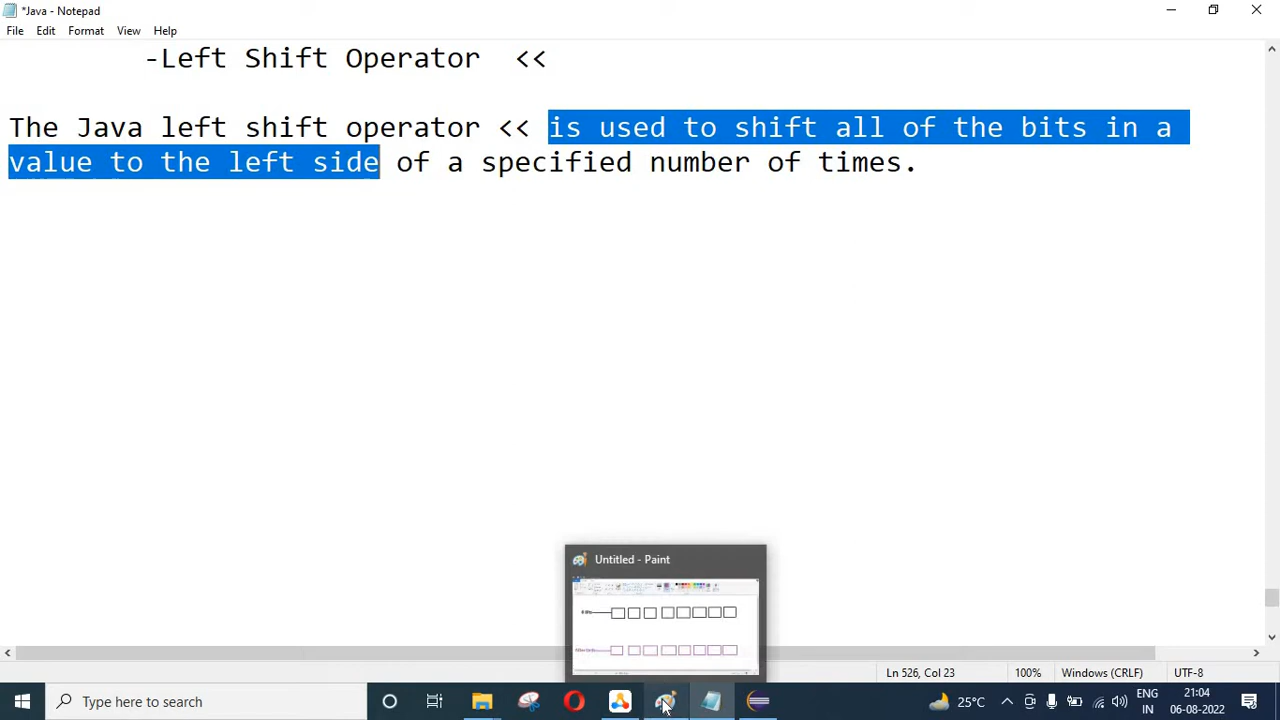 *Java - Notepad
File Edit Format View Help
-Left Shift Operator <<
The Java left shift operator << is used to shift all of the bits in a
value to the left side of a specified number of times.
Untitled - Paint
8 Bits
Ln 526, Col 23 100% Windows (CRLF) UTF-8
Type here to search
25°C
ENG
IN
21:04
06-08-2022